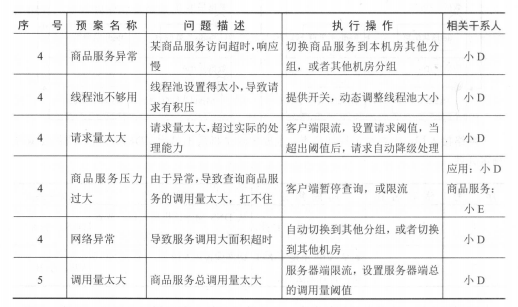 序 号 预案名称 问题描述 执行操作 相关干系人
4 商品服务异常 某商品服务访问超时,响应慢 切换商品服务到本机房其他分组,或者其他机房分组 小 D
4 线程池不够用 线程池设置得太小,导致请求有积压 提供开关,动态调整线程池大小 小 D
4 请求量太大 请求量太大,超过实际的处理能力 客户端限流,设置请求阈值,当超出阈值后,请求自动降级处理 小 D
4 商品服务压力过大 由于异常,导致查询商品服务的调用量太大,扛不住 客户端暂停查询,或限流 应用:小 D 商品服务:小 E
4 网络异常 导致服务调用大面积超时 自动切换到其他分组,或者切换到其他机房 小 D
5 调用量太大 商品服务总调用量太大 服务器端限流,设置服务器端总的调用量阈值 小 D